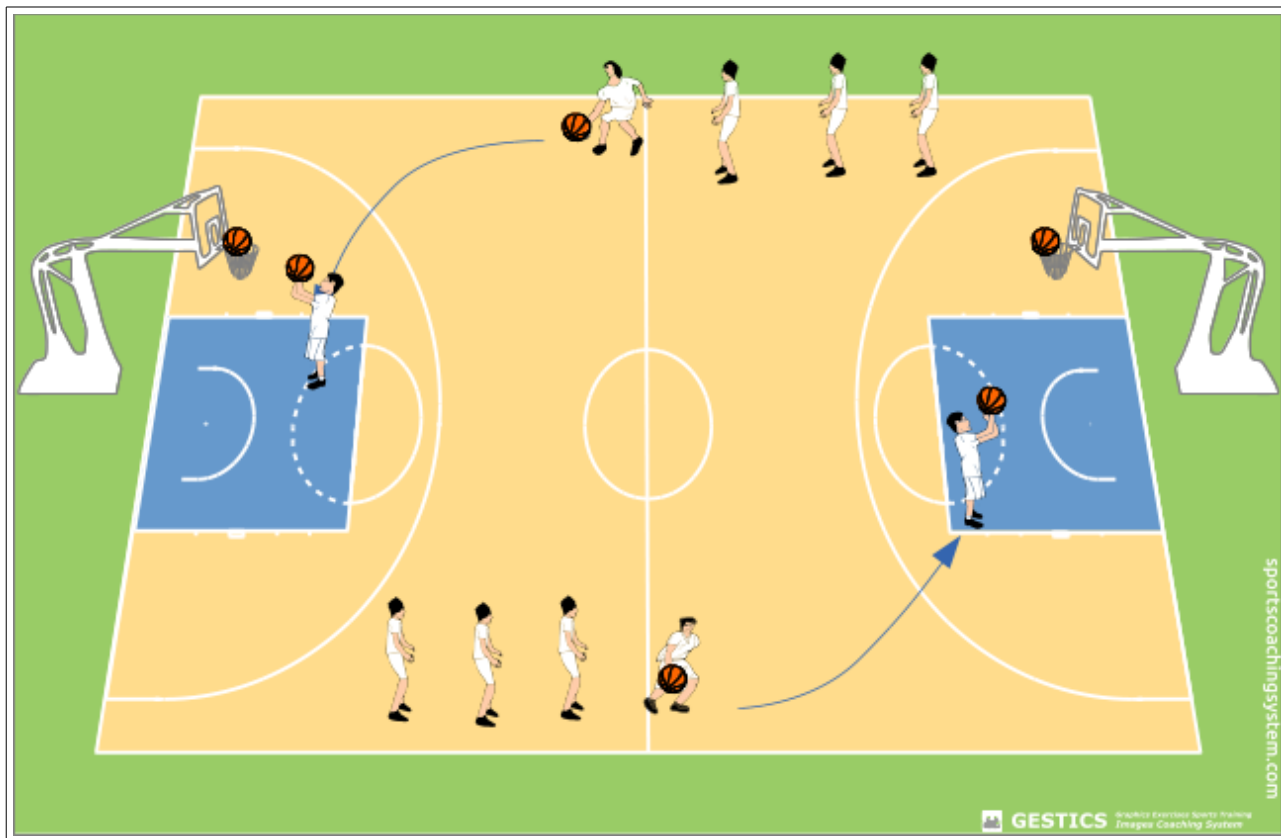 sportscoachingsystem.com
GESTICS
Graphics Exercises Sports Training
Images Coaching System